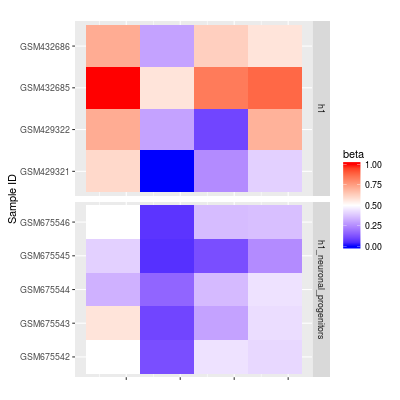 GSM432686
GSM432685
GSM429322
GSM429321
h1
GSM675546
GSM675545
GSM675544
GSM675543
GSM675542
h1_neuronal_progenitors
Sample ID
beta
1.00
0.75
0.50
0.25
0.00